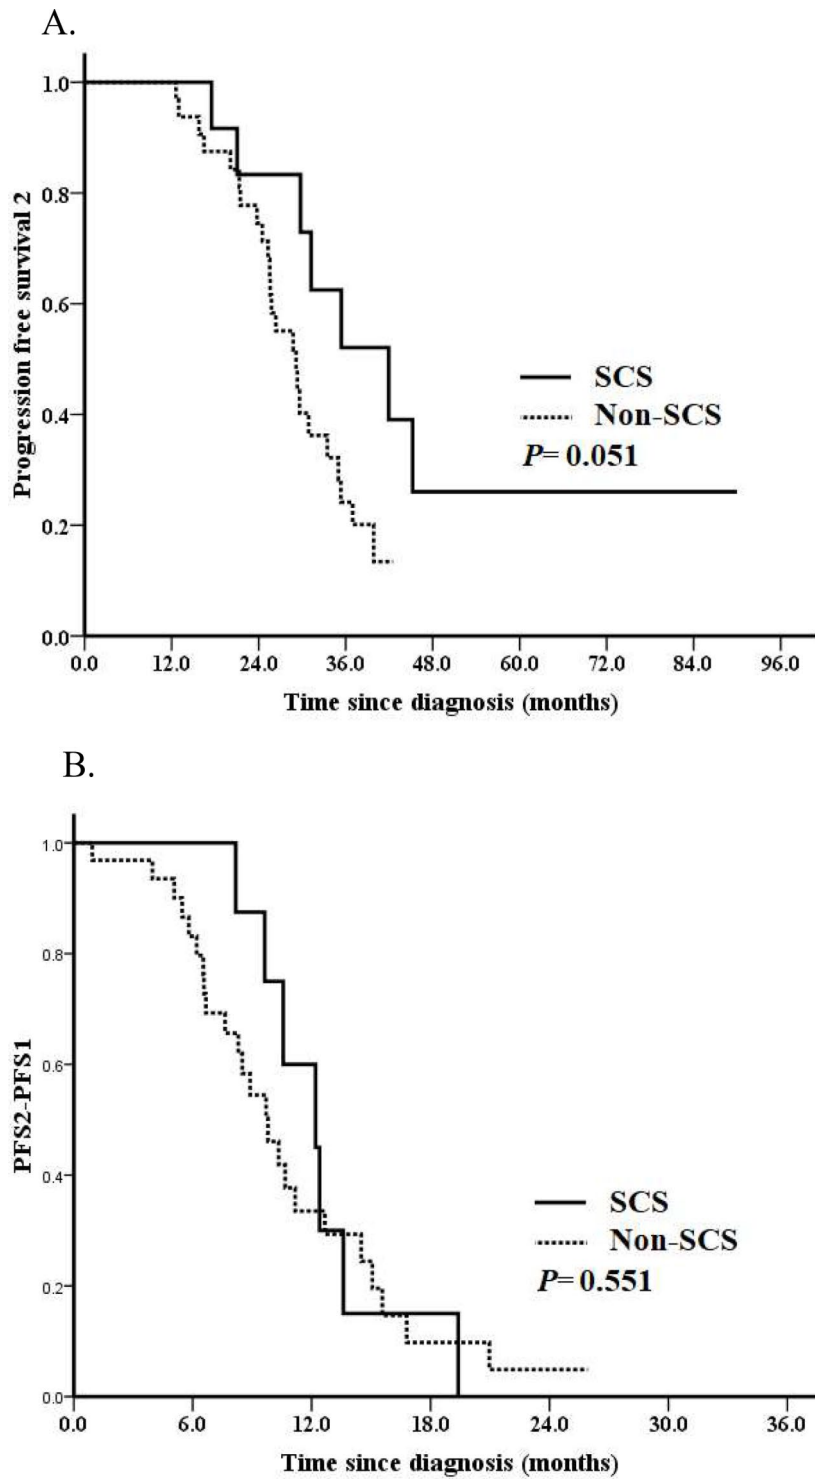 A.
1.0
0.8
0.6
0.4
0.2
0.0
Progression free survival 2
SCS
Non-SCS
P= 0.051
0.0 12.0 24.0 36.0 48.0 60.0 72.0 84.0 96.0
Time since diagnosis (months)
B.
1.0
0.8
0.6
0.4
0.2
0.0
PFS2-PFS1
SCS
Non-SCS
P= 0.551
0.0 6.0 12.0 18.0 24.0 30.0 36.0
Time since diagnosis (months)